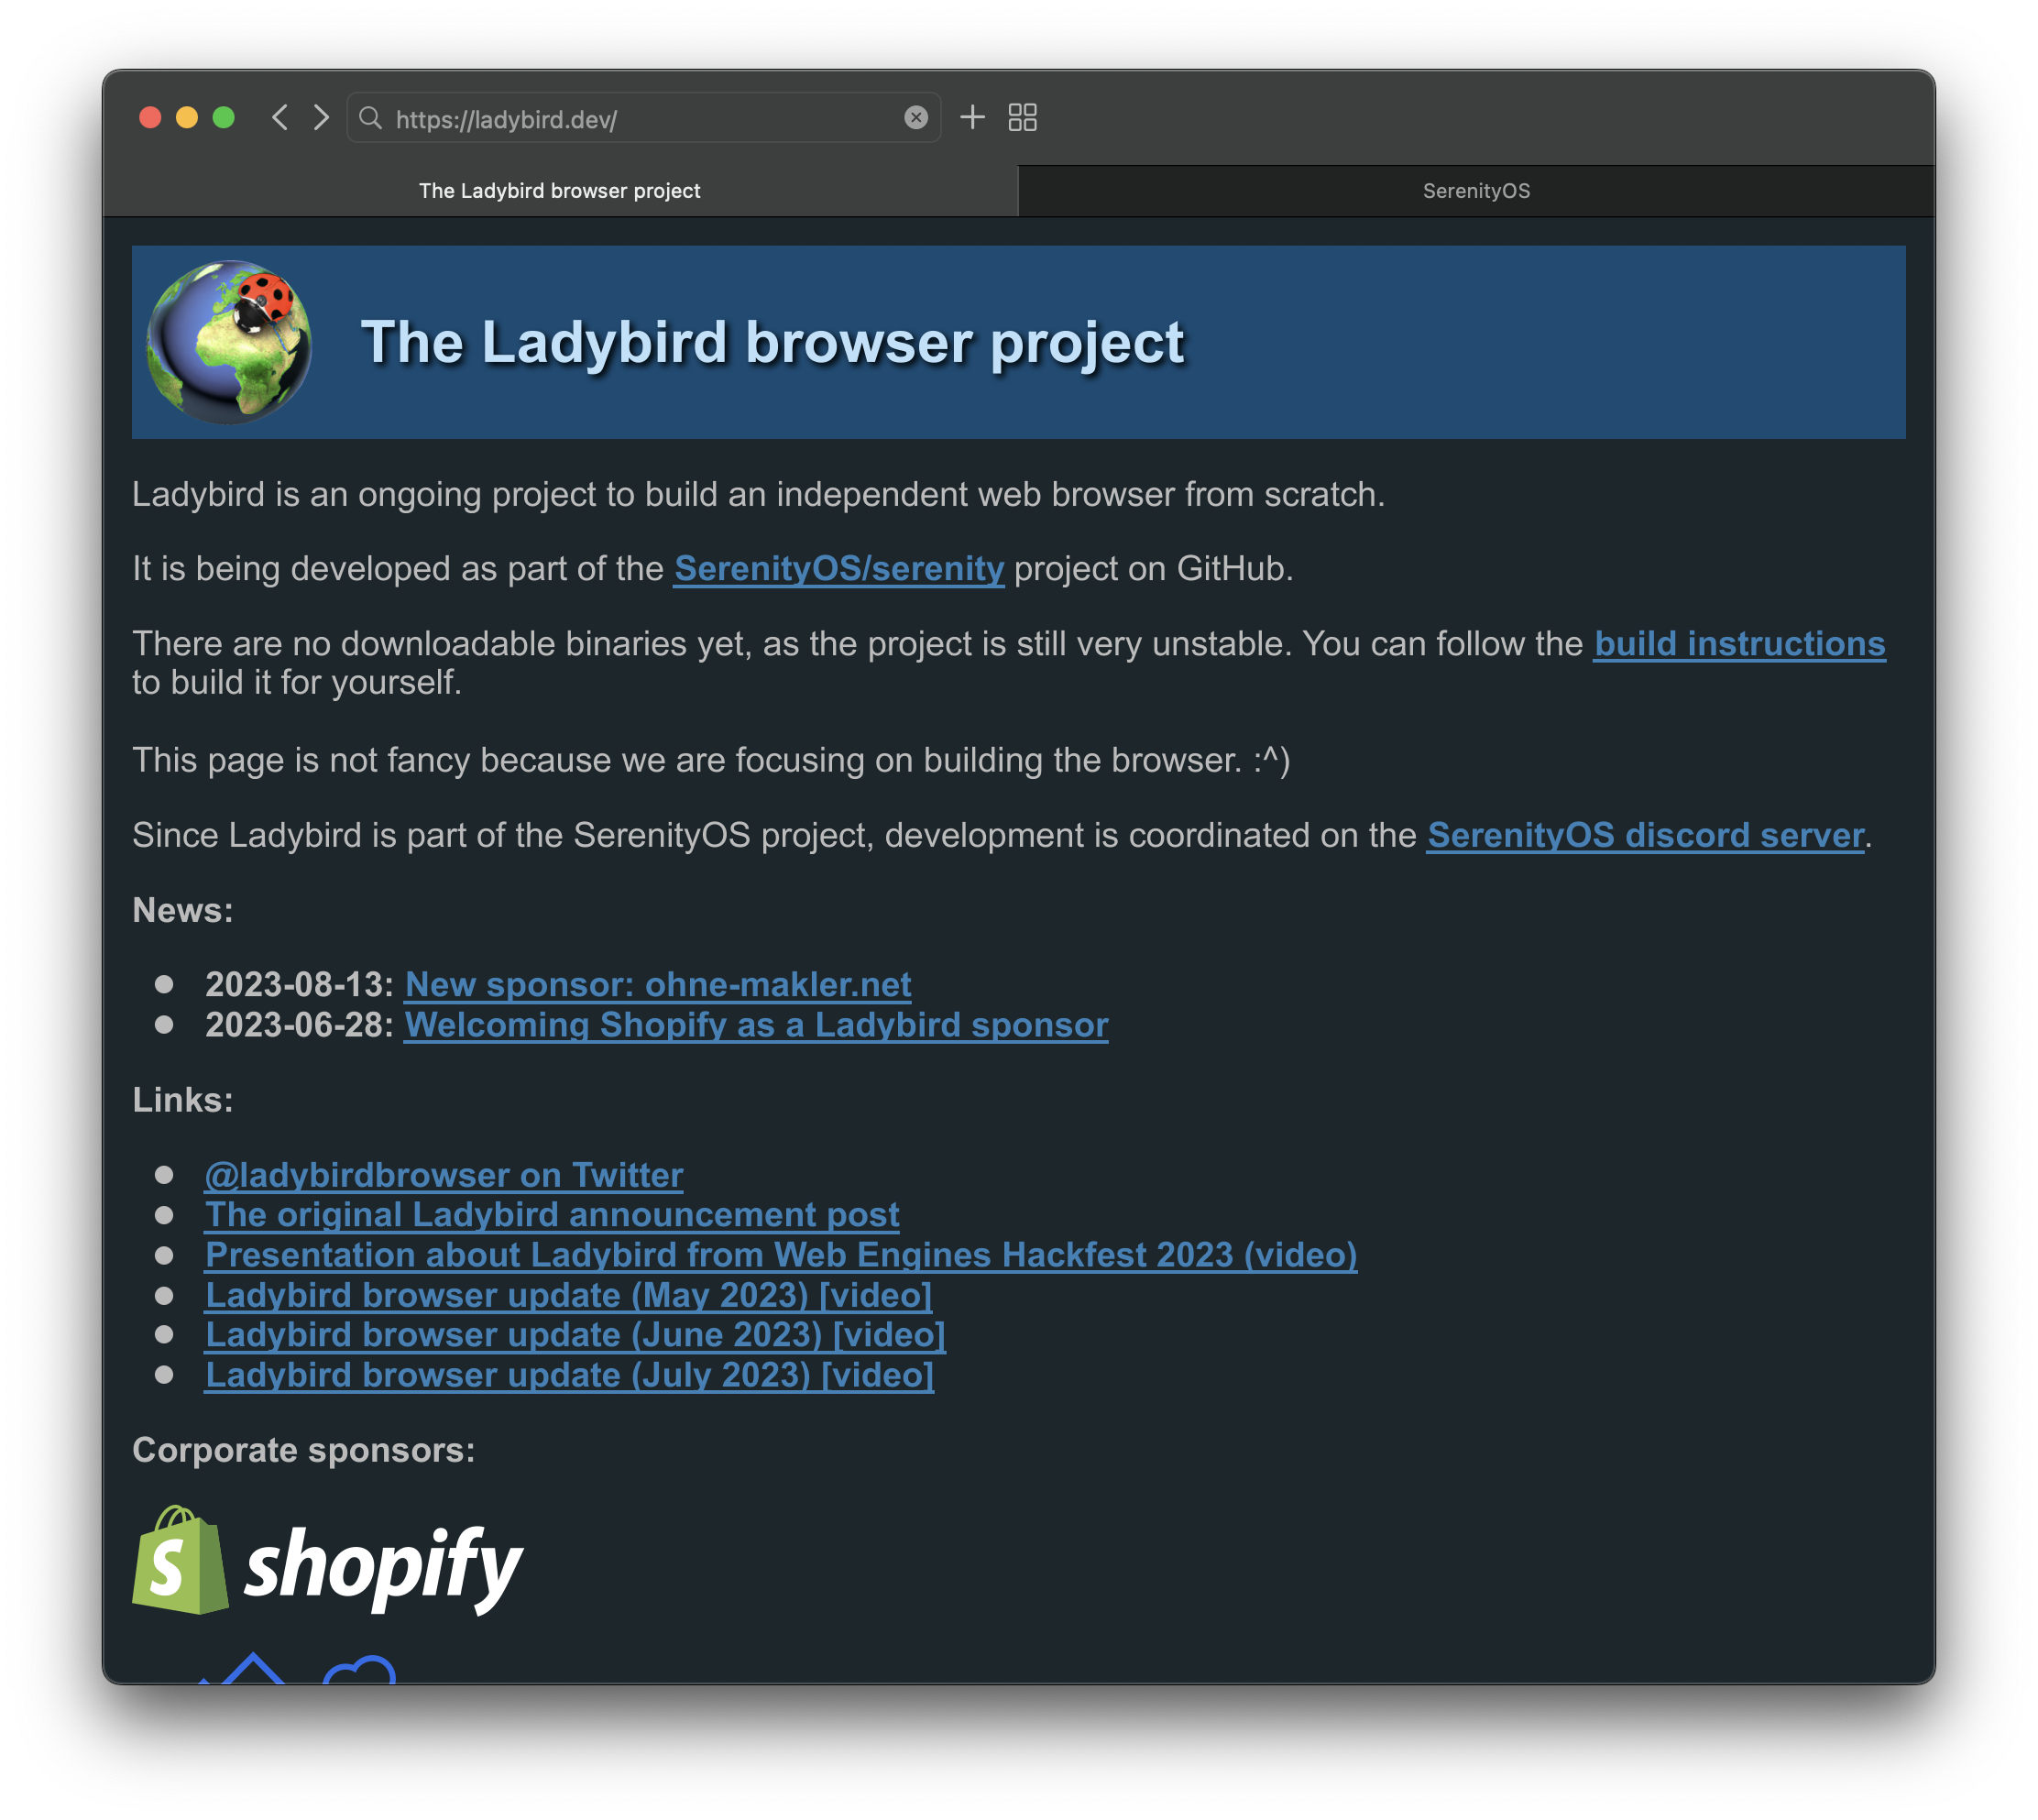 https://ladybird.dev/
The Ladybird browser project
SerenityOS
The Ladybird browser project
Ladybird is an ongoing project to build an independent web browser from scratch.
It is being developed as part of the SerenityOS/serenity project on GitHub.
There are no downloadable binaries yet, as the project is still very unstable. You can follow the build instructions
to build it for yourself.
This page is not fancy because we are focusing on building the browser. :^)
Since Ladybird is part of the SerenityOS project, development is coordinated on the SerenityOS discord server.
News:
2023-08-13: New sponsor: ohne-makler.net
2023-06-28: Welcoming Shopify as a Ladybird sponsor
Links:
@ladybirdbrowser on Twitter
The original Ladybird announcement post
Presentation about Ladybird from Web Engines Hackfest 2023 (video)
Ladybird browser update (May 2023) [video]
Ladybird browser update (June 2023) [video]
Ladybird browser update (July 2023) [video]
Corporate sponsors:
shopify